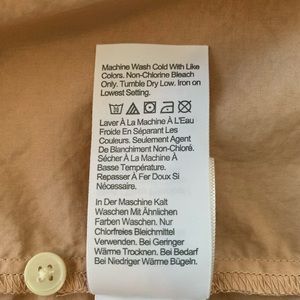 Machine Wash Cold With Like
Colors. Non-Chlorine Bleach
Only. Tumble Dry Low. Iron on
Lowest Setting.
Laver À La Machine À L'Eau
Froide En Séparant Les
Couleurs. Seulement Agent
De Blanchiment Non-Chloré.
Sécher À La Machine À
Basse Température.
Repasser À Fer Doux Si
Nécessaire.
In Der Maschine Kalt
Waschen Mit Ähnlichen
Farben Waschen. Nur
Chlorfreies Bleichmittel
Verwenden. Bei Geringer
Wärme Trocknen. Bei Bedarf
Bei Niedriger Wärme Bügeln.